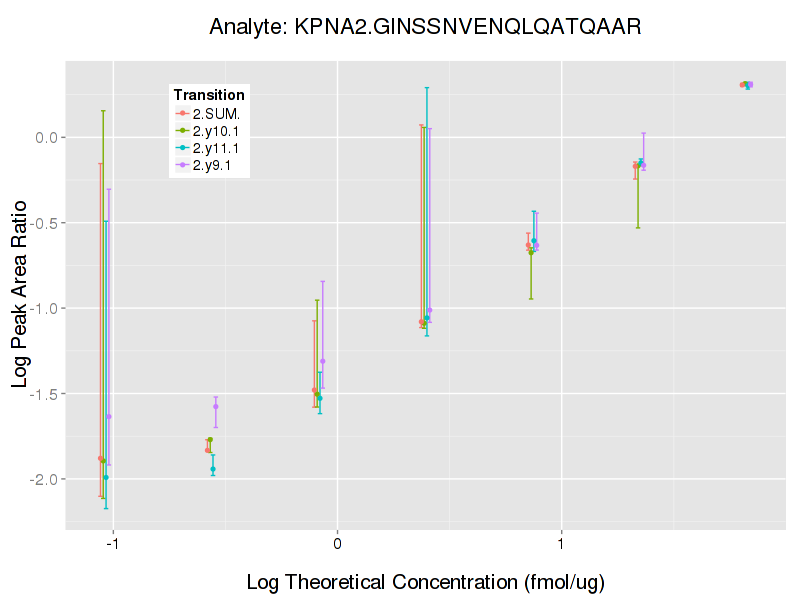 Analyte: KPNA2.GINSSNVENQLQATQAAR
Transition
2.SUM.
2.y10.1
2.y11.1
2.y9.1
0.0
-0.5
-1.0
-1.5
-2.0
Log Peak Area Ratio
-1
0
1
Log Theoretical Concentration (fmol/ug)